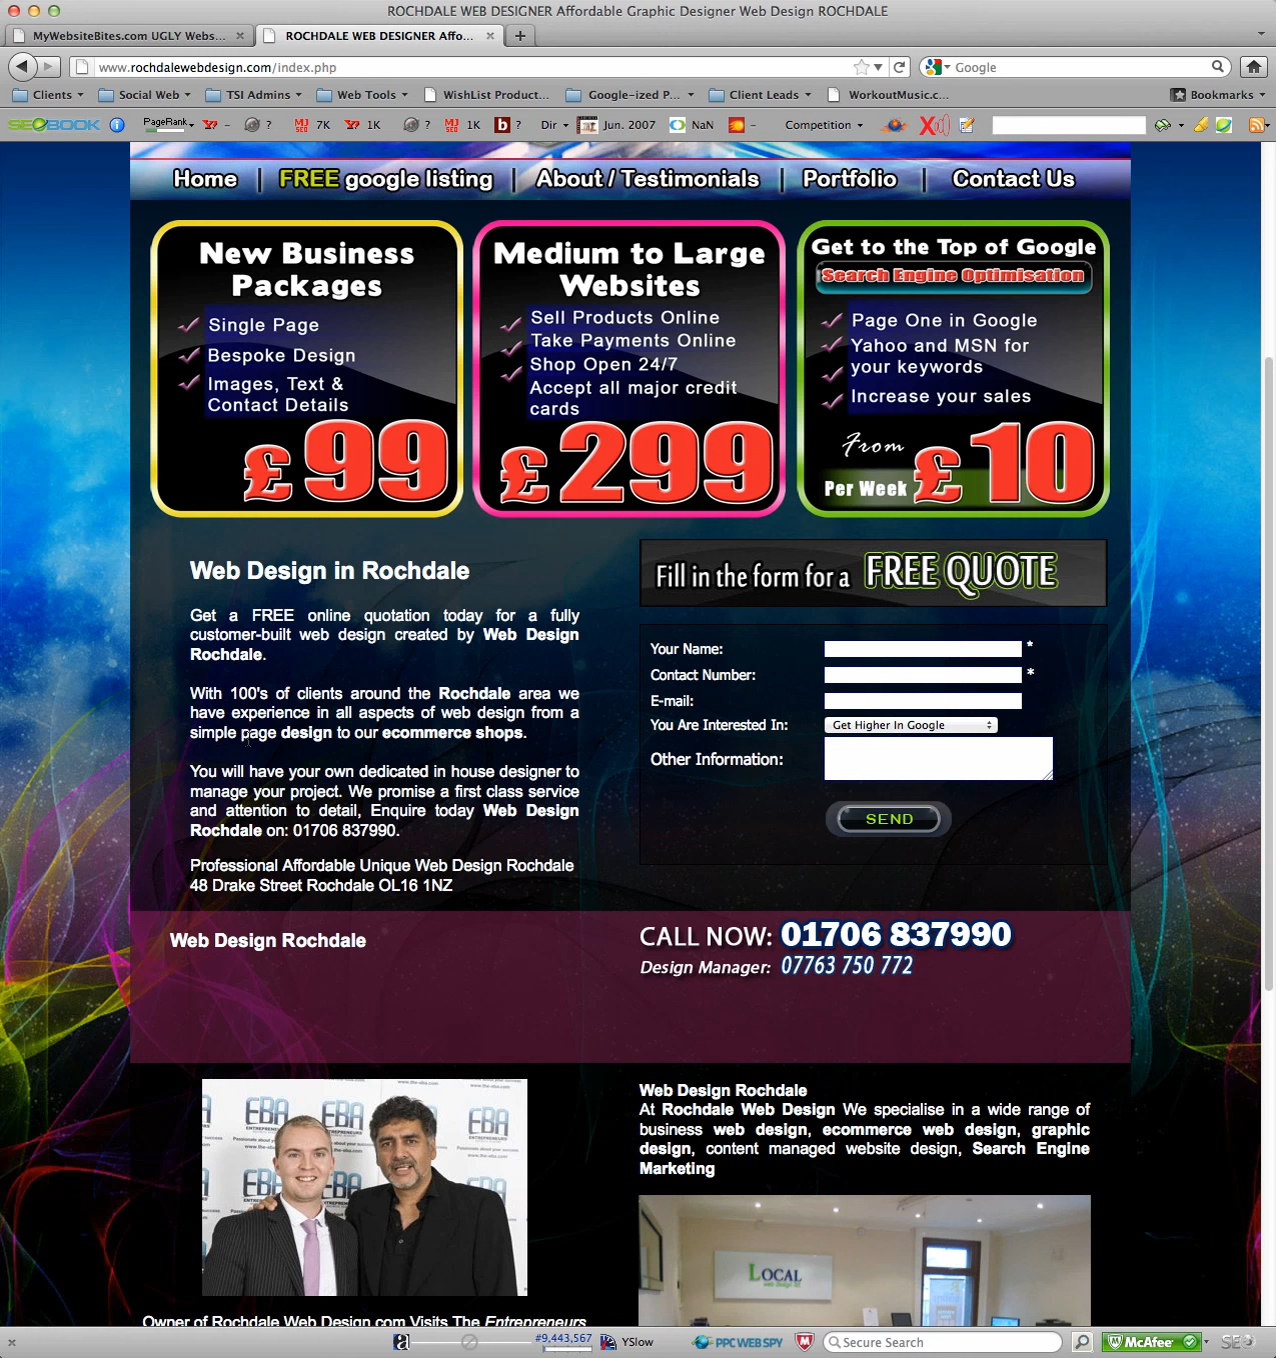 ROCHDALE WEB DESIGNER Affordable Graphic Designer Web Design ROCHDALE
MyWebsiteBites.com UGLY Webs...
ROCHDALE WEB DESIGNER Affo...
www.rochdalewebdesign.com/index.php
Google
Clients
Social Web
TSI Admins
Web Tools
WishList Product...
Google-ized P...
Client Leads
WorkoutMusic.c...
Bookmarks
SEOBOOK
PageRank
–
?
7K
1K
?
1K
?
Dir
Jun. 2007
NaN
–
Competition
Home | FREE google listing | About / Testimonials | Portfolio | Contact Us
New Business
Packages
Single Page
Bespoke Design
Images, Text &
Contact Details
£99
Medium to Large
Websites
Sell Products Online
Take Payments Online
Shop Open 24/7
Accept all major credit
cards
£299
Get to the Top of Google
Search Engine Optimisation
Page One in Google
Yahoo and MSN for
your keywords
Increase your sales
From
Per Week £10
Web Design in Rochdale
Get a FREE online quotation today for a fully
customer-built web design created by Web Design
Rochdale.
With 100's of clients around the Rochdale area we
have experience in all aspects of web design from a
simple page design to our ecommerce shops.
You will have your own dedicated in house designer to
manage your project. We promise a first class service
and attention to detail, Enquire today Web Design
Rochdale on: 01706 837990.
Professional Affordable Unique Web Design Rochdale
48 Drake Street Rochdale OL16 1NZ
Fill in the form for a FREE QUOTE
Your Name: *
Contact Number: *
E-mail:
You Are Interested In: Get Higher In Google
Other Information:
SEND
Web Design Rochdale
CALL NOW: 01706 837990
Design Manager: 07763 750 772
EBA
ENTREPRENEURS
EBA
EBA
Web Design Rochdale
At Rochdale Web Design We specialise in a wide range of
business web design, ecommerce web design, graphic
design, content managed website design, Search Engine
Marketing
LOCAL
Owner of Rochdale Web Design.com Visits The Entrepreneurs
#9,443,567
YSlow
PPC WEB SPY
Secure Search
McAfee
SEO